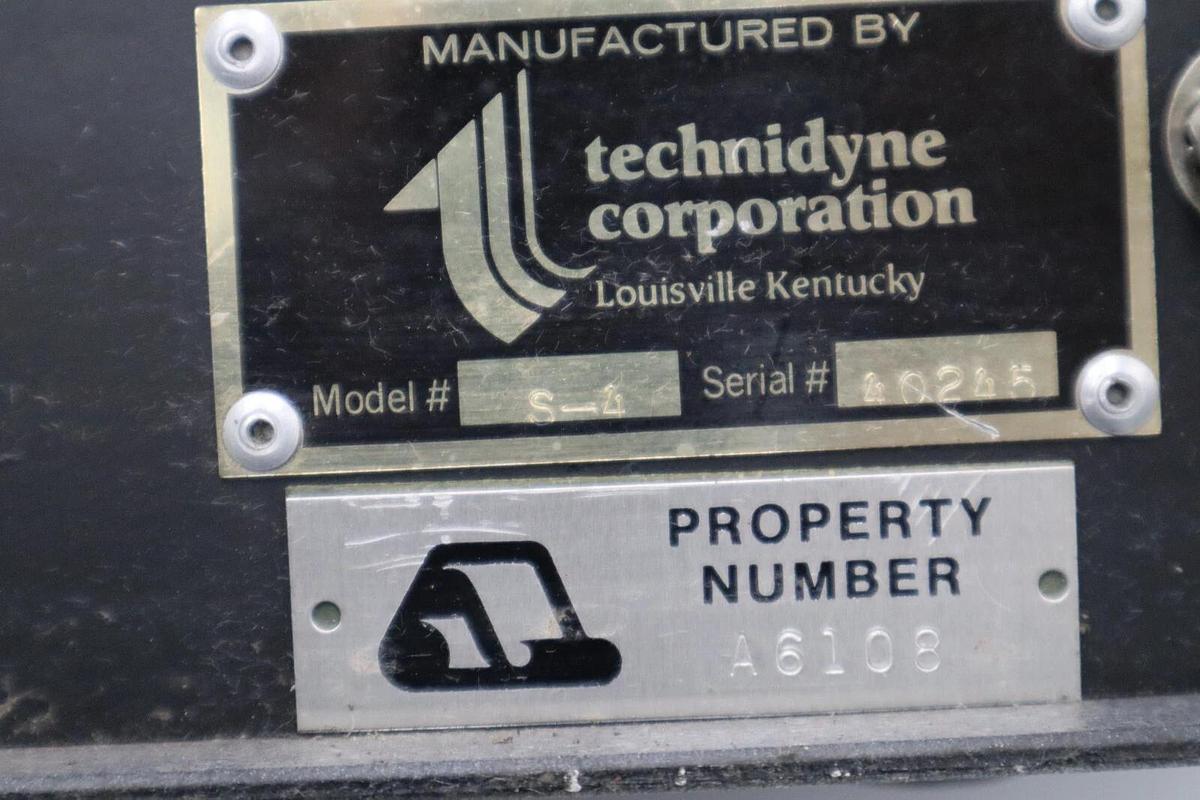 MANUFACTURED BY
technidyne
corporation
Louisville Kentucky
Model # S-4 Serial # 40245
PROPERTY
NUMBER
A6108